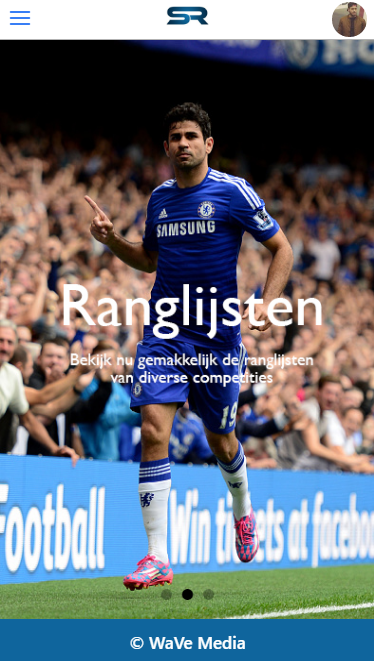 SR
SAMSUNG
Ranglijsten
Bekijk nu gemakkelijk de ranglijsten
van diverse competities
19
Football
Win tickets at faceboo
© WaVe Media